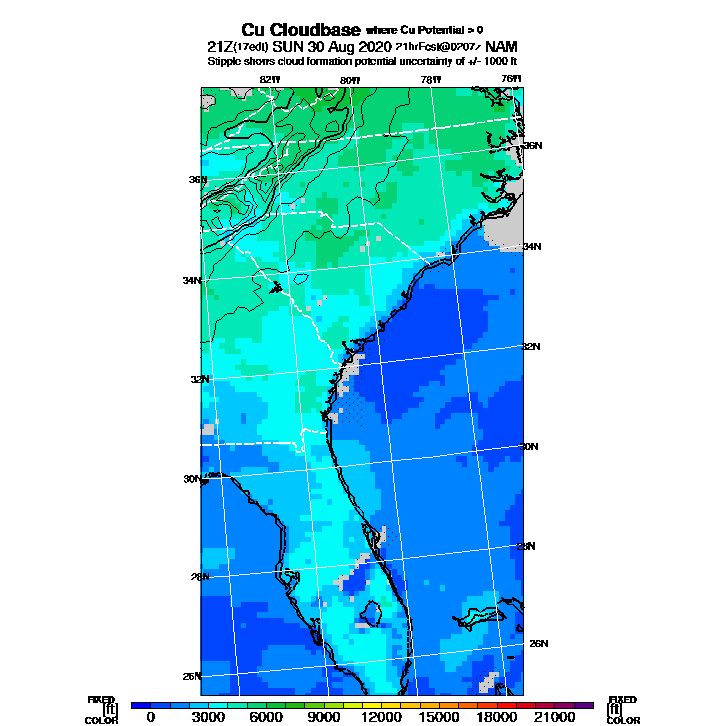 Cu Cloudbase where Cu Potential > 0
21Z(17edt) SUN 30 Aug 2020 21hrFcst@0207z NAM
Stipple shows cloud formation potential uncertainty of +/- 1000 ft
82W 80W 78W 76W
36N
36N
34N
34N
32N
32N
30N
30N
28N
28N
26N
26N
FIXED FIXED
[ft] [ft]
COLOR COLOR
0 3000 6000 9000 12000 15000 18000 21000